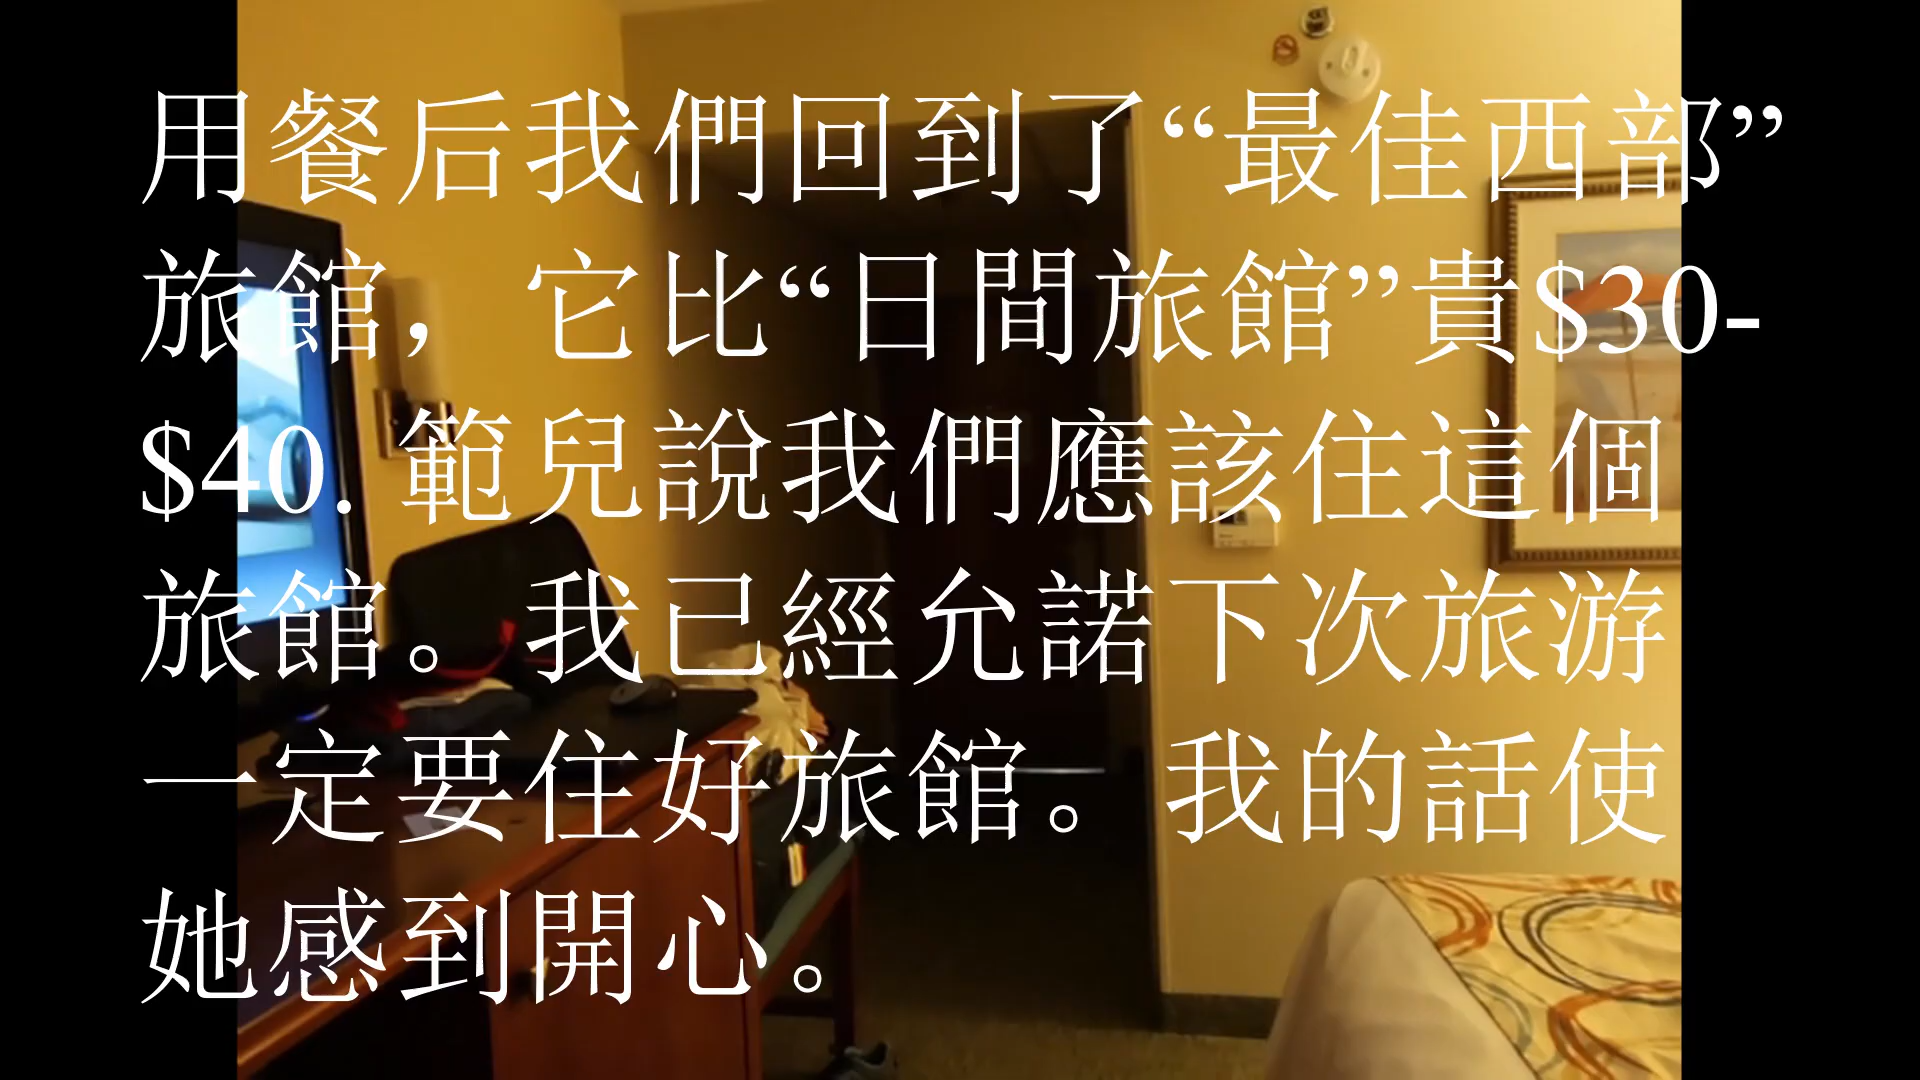 用餐后我們回到了“最佳西部”
旅館，它比“日間旅館”貴$30-
$40. 範兒說我們應該住這個
旅館。我已經允諾下次旅游
一定要住好旅館。我的話使
她感到開心。